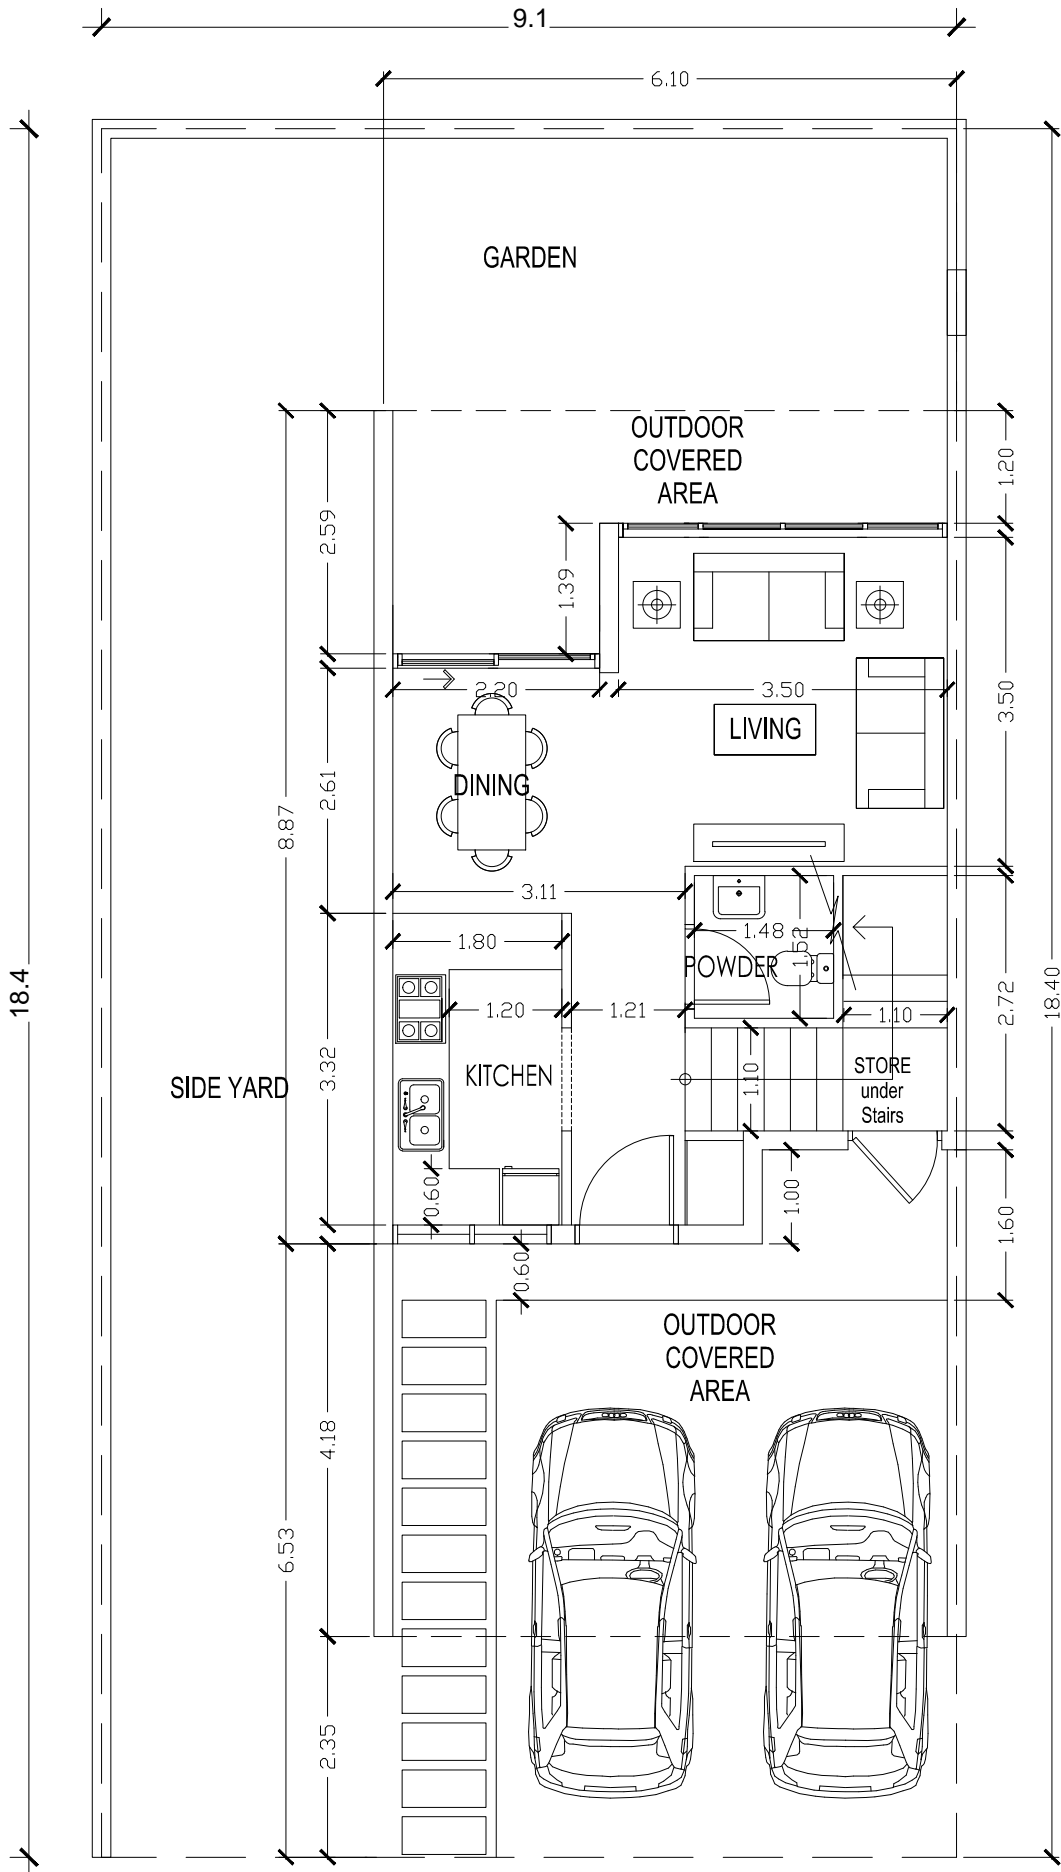 9.1
6.10
GARDEN
OUTDOOR
COVERED
AREA
1.20
2.59
1.39
2.20
3.50
3.50
LIVING
DINING
2.61
8.87
3.11
1.80
1.48
1.52
POWDER
18.4
18.40
2.72
1.20
1.21
1.10
KITCHEN
3.32
SIDE YARD
1.10
STORE
under
Stairs
0.60
1.00
1.60
0.60
OUTDOOR
COVERED
AREA
4.18
6.53
2.35